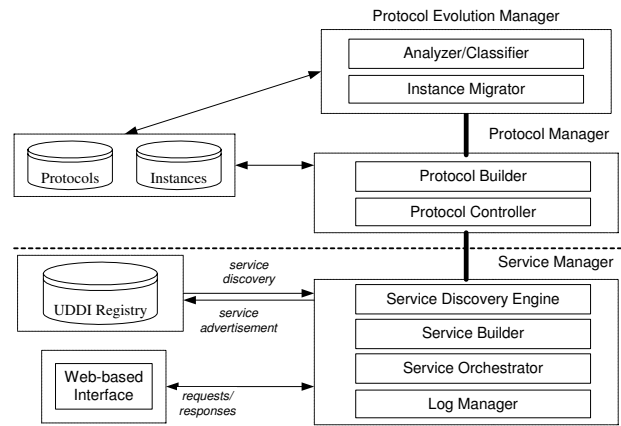 Protocol Evolution Manager
Analyzer/Classifier
Instance Migrator
Protocol Manager
Protocols
Instances
Protocol Builder
Protocol Controller
Service Manager
UDDI Registry
service
discovery
service
advertisement
Service Discovery Engine
Service Builder
Service Orchestrator
Log Manager
Web-based
Interface
requests/
responses